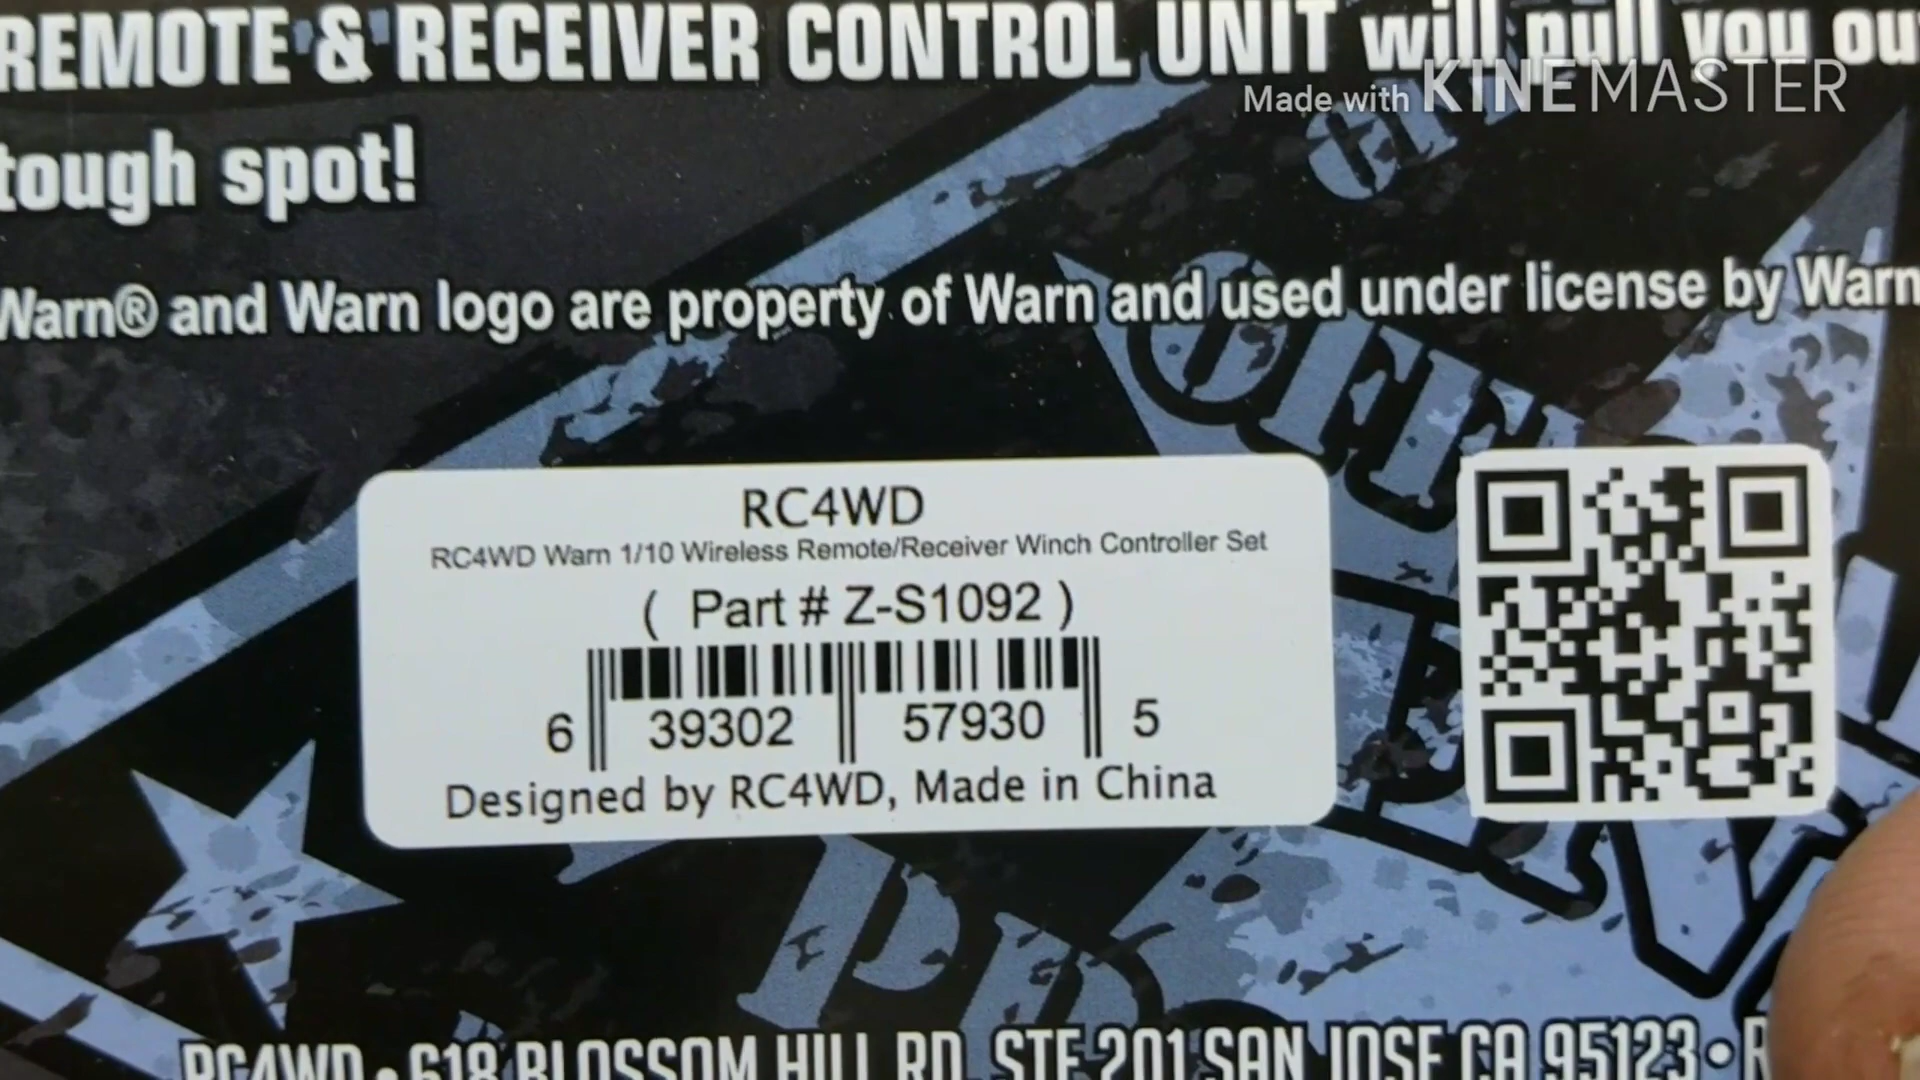 REMOTE & RECEIVER CONTROL UNIT will pull you ou
Made with KINEMASTER
tough spot!
Warn® and Warn logo are property of Warn and used under license by Warn
OFF
RC4WD
RC4WD Warn 1/10 Wireless Remote/Receiver Winch Controller Set
( Part # Z-S1092 )
6 39302 57930 5
Designed by RC4WD, Made in China
RC4WD • 618 BLOSSOM HILL RD, STE 201 SAN JOSE CA 95123 • R